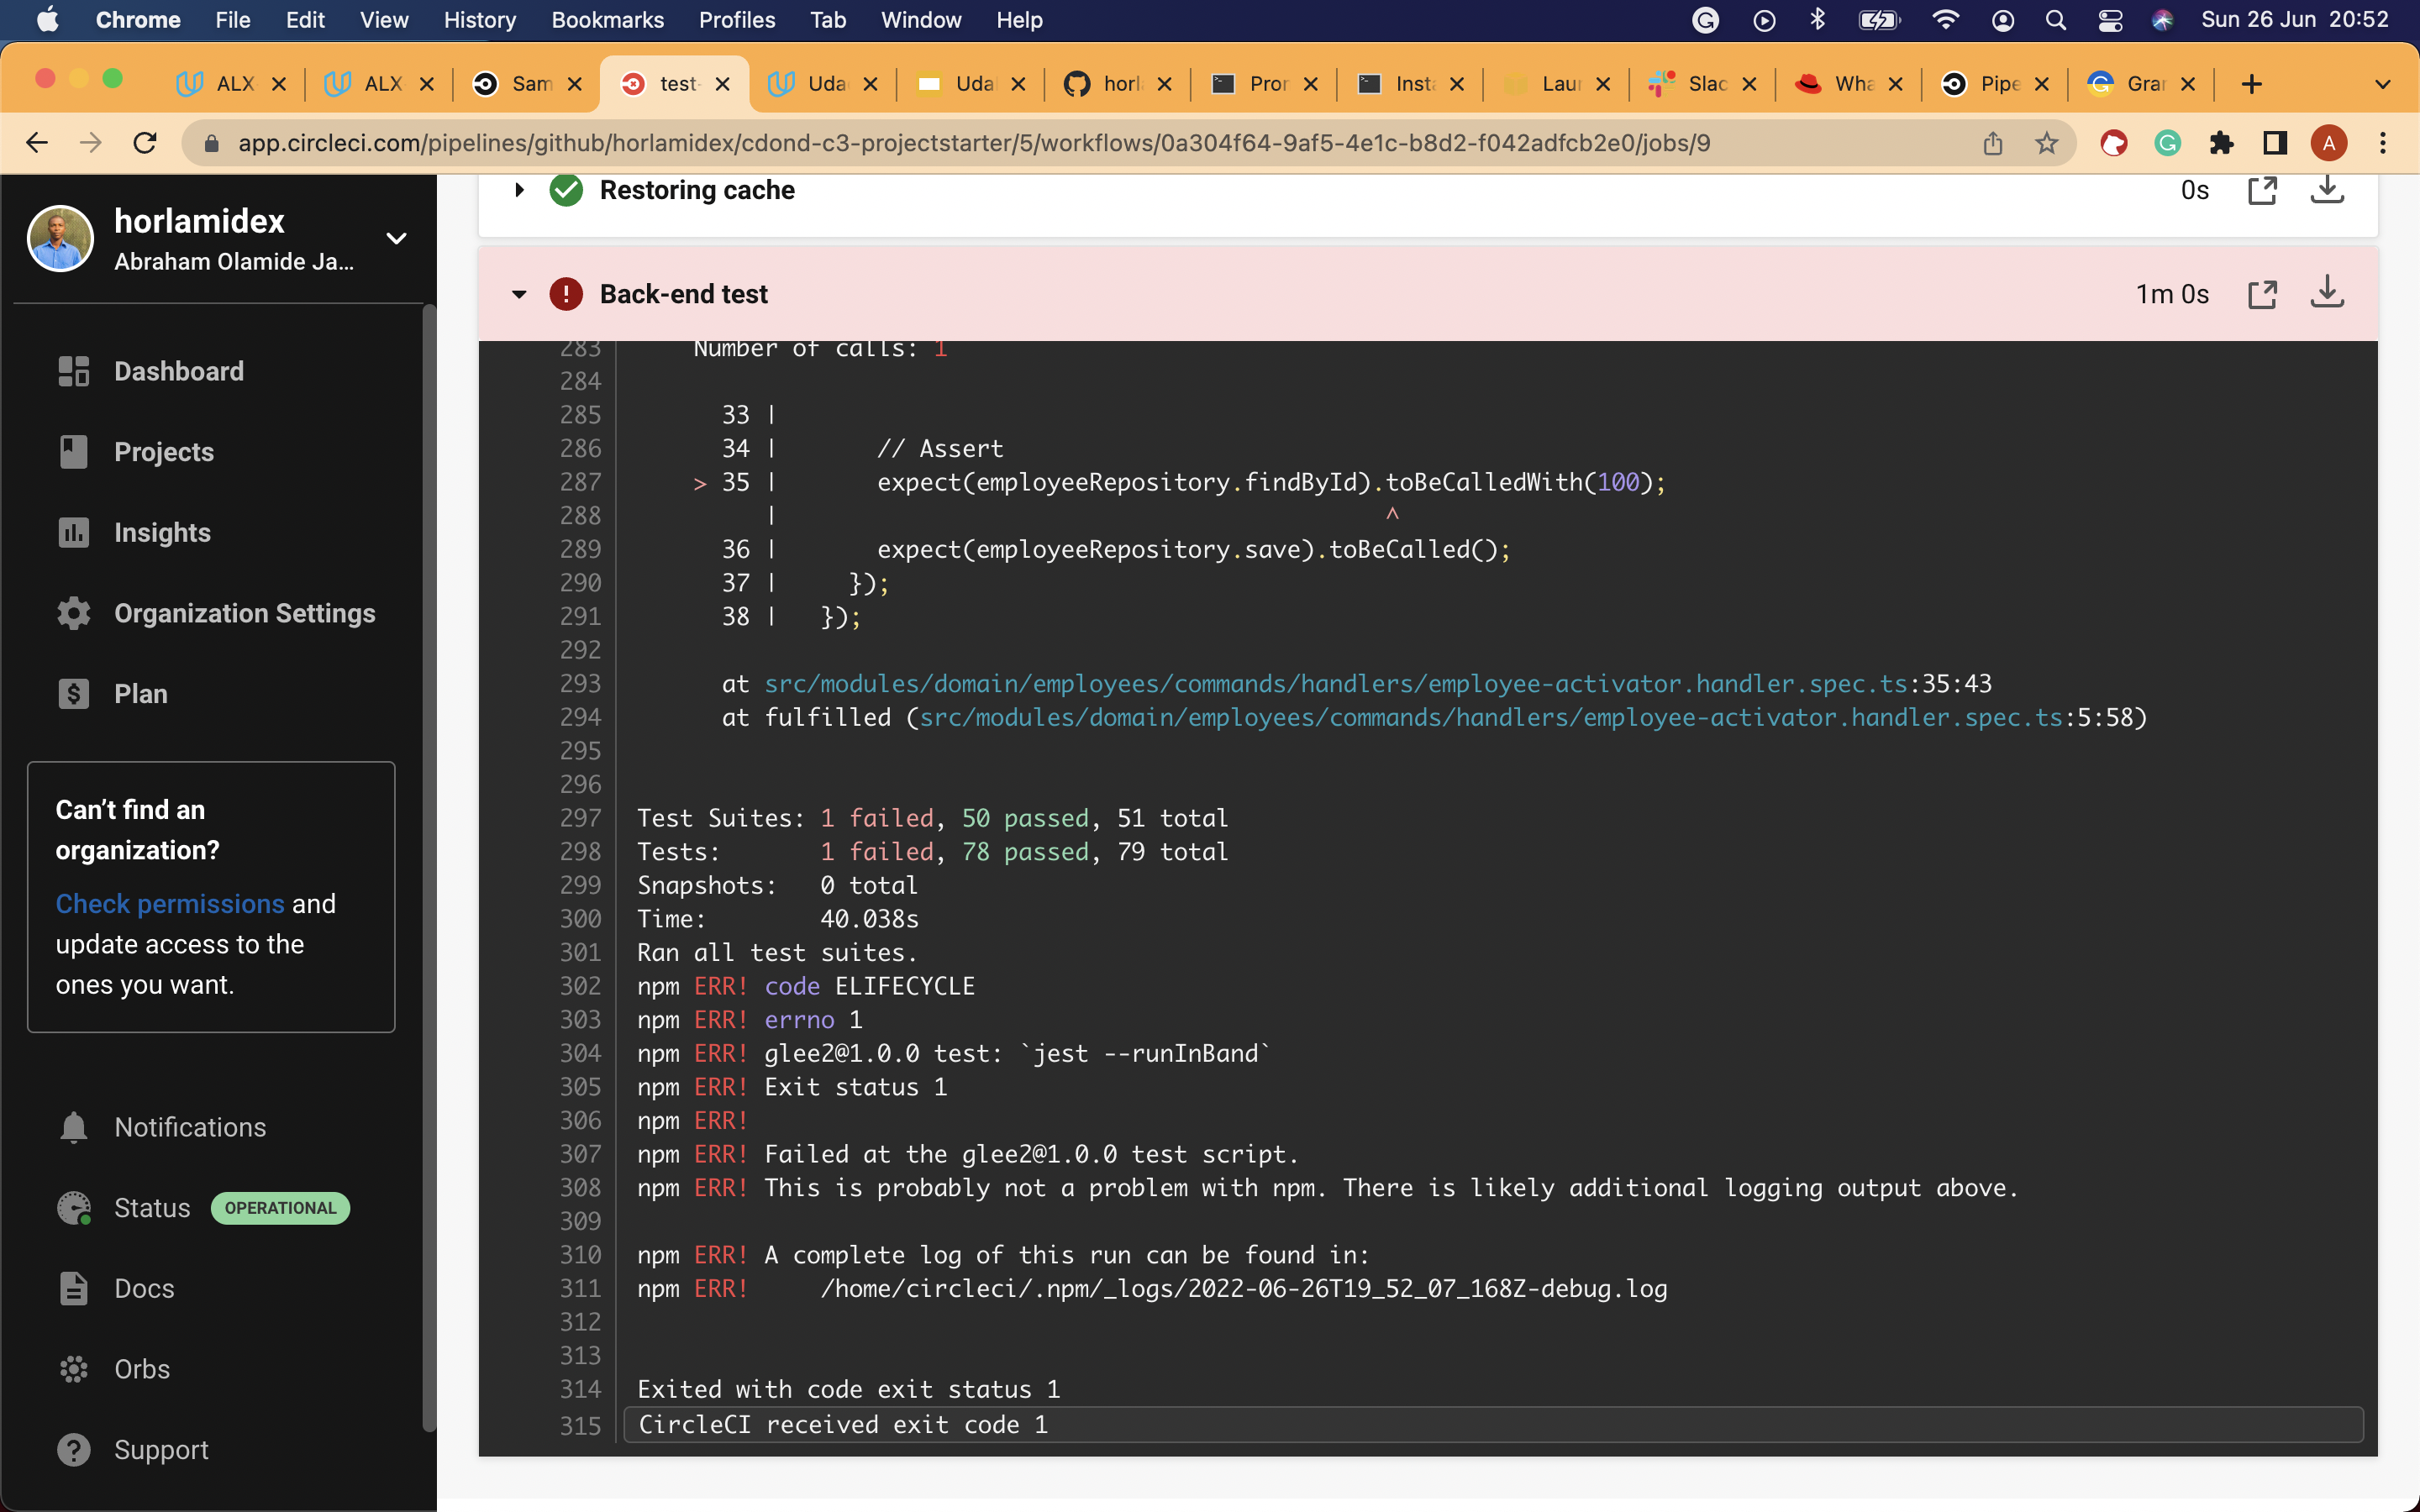 Chrome File Edit View History Bookmarks Profiles Tab Window Help Sun 26 Jun 20:52
ALX ALX Sam test- Uda Uda horl Pror Insta Laur Slac Wha Pipe Grar
app.circleci.com/pipelines/github/horlamidex/cdond-c3-projectstarter/5/workflows/0a304f64-9af5-4e1c-b8d2-f042adfcb2e0/jobs/9
A
horlamidex
Abraham Olamide Ja...
Dashboard
Projects
Insights
Organization Settings
Plan
Can't find an
organization?
Check permissions and
update access to the
ones you want.
Notifications
Status OPERATIONAL
Docs
Orbs
Support
Restoring cache 0s
Back-end test 1m 0s
283 Number of calls: 1
284
285 33 |
286 34 | // Assert
287 > 35 | expect(employeeRepository.findById).toBeCalledWith(100);
288 | ^
289 36 | expect(employeeRepository.save).toBeCalled();
290 37 | });
291 38 | });
292
293 at src/modules/domain/employees/commands/handlers/employee-activator.handler.spec.ts:35:43
294 at fulfilled (src/modules/domain/employees/commands/handlers/employee-activator.handler.spec.ts:5:58)
295
296
297 Test Suites: 1 failed, 50 passed, 51 total
298 Tests: 1 failed, 78 passed, 79 total
299 Snapshots: 0 total
300 Time: 40.038s
301 Ran all test suites.
302 npm ERR! code ELIFECYCLE
303 npm ERR! errno 1
304 npm ERR! glee2@1.0.0 test: `jest --runInBand`
305 npm ERR! Exit status 1
306 npm ERR!
307 npm ERR! Failed at the glee2@1.0.0 test script.
308 npm ERR! This is probably not a problem with npm. There is likely additional logging output above.
309
310 npm ERR! A complete log of this run can be found in:
311 npm ERR! /home/circleci/.npm/_logs/2022-06-26T19_52_07_168Z-debug.log
312
313
314 Exited with code exit status 1
315 CircleCI received exit code 1